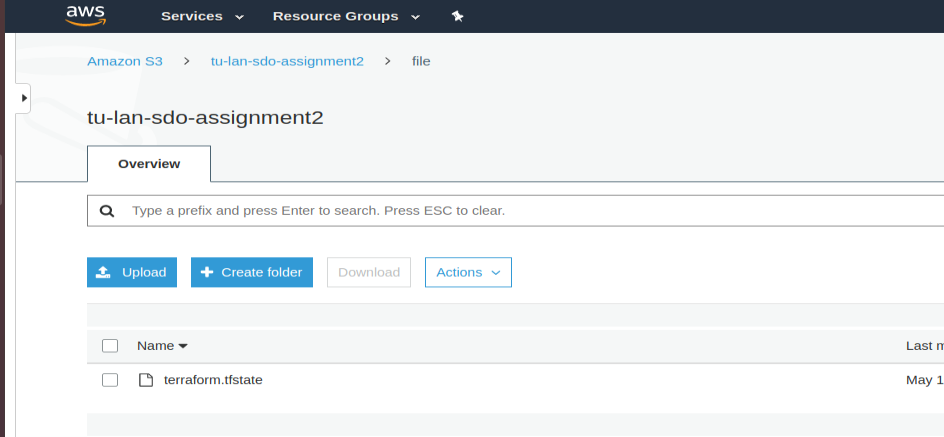 aws Services Resource Groups
Amazon S3 > tu-lan-sdo-assignment2 > file
tu-lan-sdo-assignment2
Overview
Type a prefix and press Enter to search. Press ESC to clear.
Upload Create folder Download Actions
Name Last m
terraform.tfstate May 1